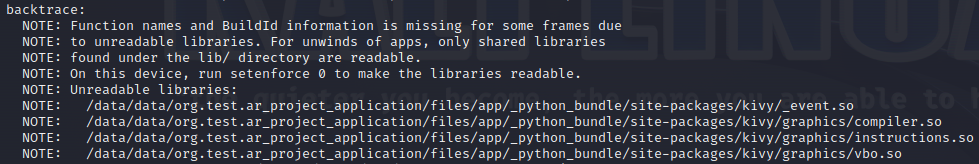 backtrace:
NOTE: Function names and BuildId information is missing for some frames due
NOTE: to unreadable libraries. For unwinds of apps, only shared libraries
NOTE: found under the lib/ directory are readable.
NOTE: On this device, run setenforce 0 to make the libraries readable.
NOTE: Unreadable libraries:
NOTE:   /data/data/org.test.ar_project_application/files/app/_python_bundle/site-packages/kivy/_event.so
NOTE:   /data/data/org.test.ar_project_application/files/app/_python_bundle/site-packages/kivy/graphics/compiler.so
NOTE:   /data/data/org.test.ar_project_application/files/app/_python_bundle/site-packages/kivy/graphics/instructions.so
NOTE:   /data/data/org.test.ar_project_application/files/app/_python_bundle/site-packages/kivy/graphics/vbo.so